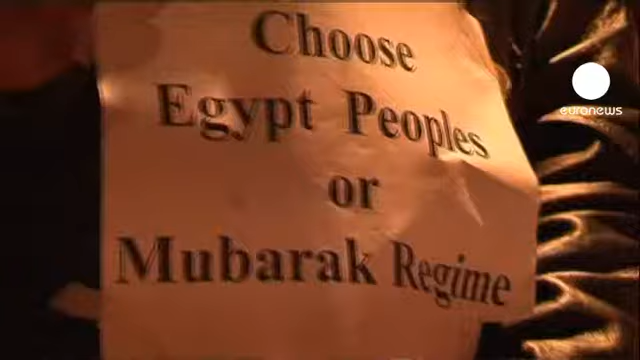 Choose
Egypt Peoples
or
Mubarak Regime
euronews